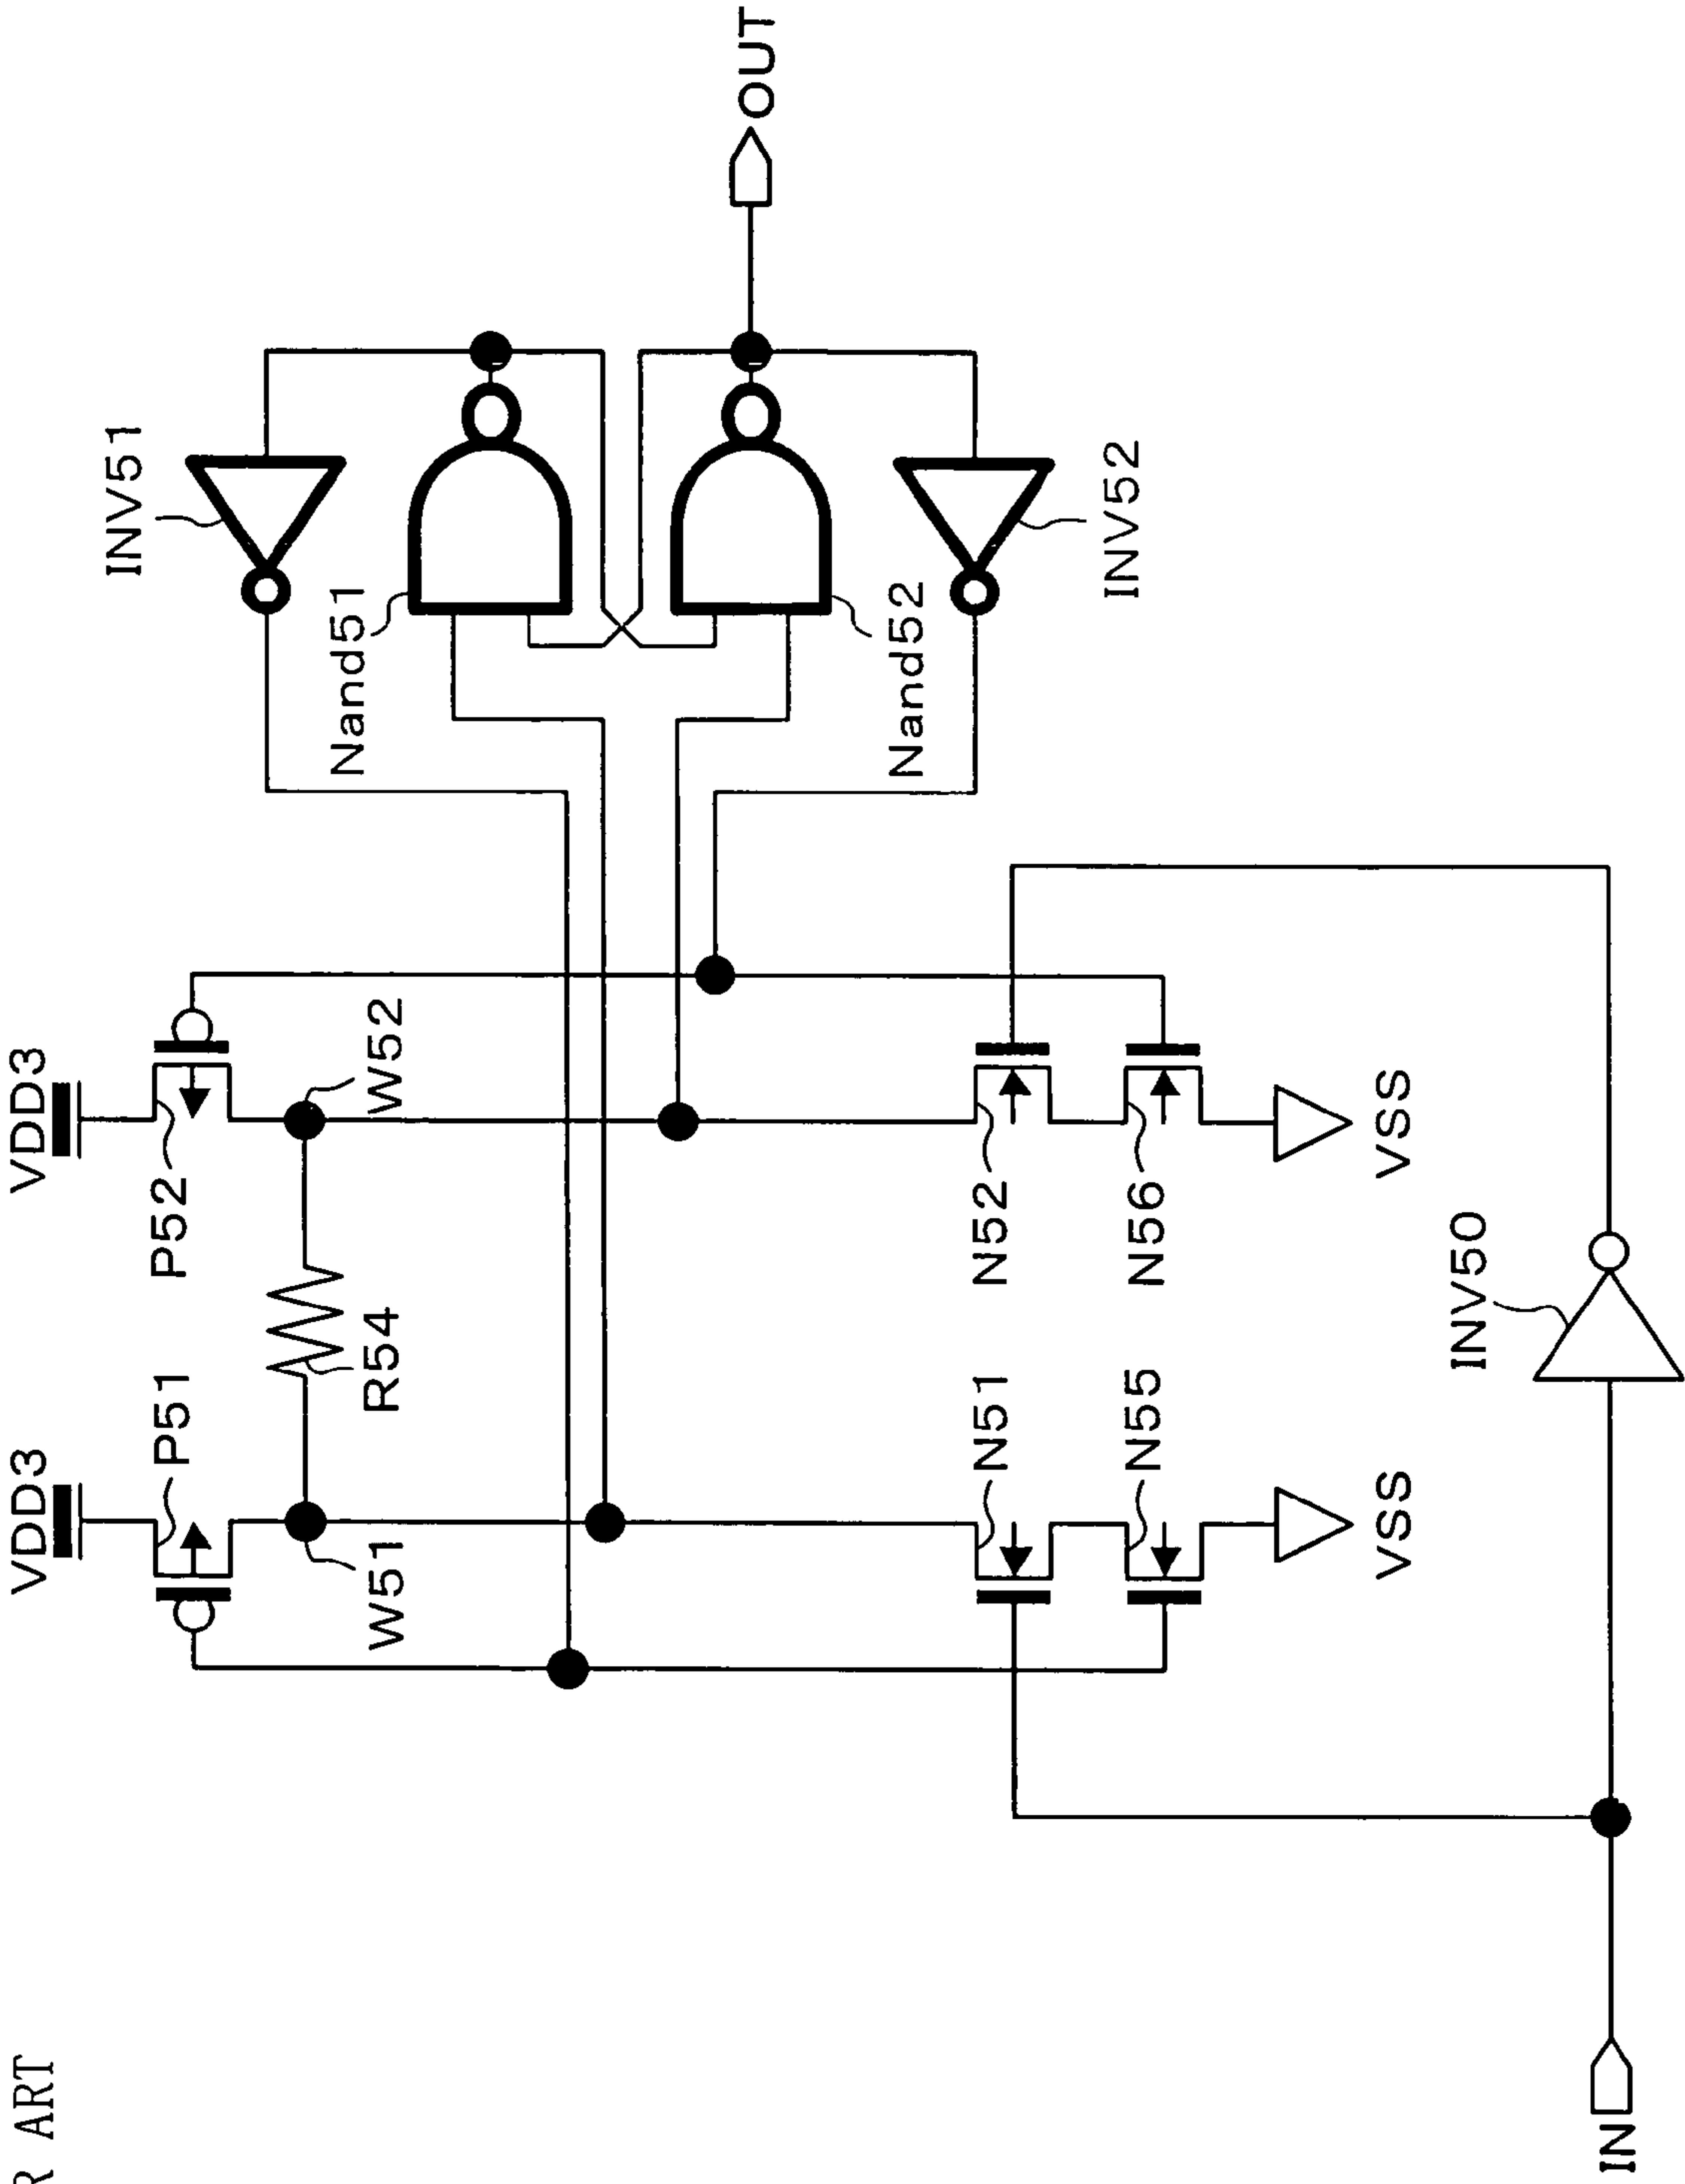 R ART
VDD3
VDD3
P51
P52
W51
R54
W52
INV51
Nand51
OUT
Nand52
INV52
N51
N52
N55
N56
VSS
VSS
INV50
IN